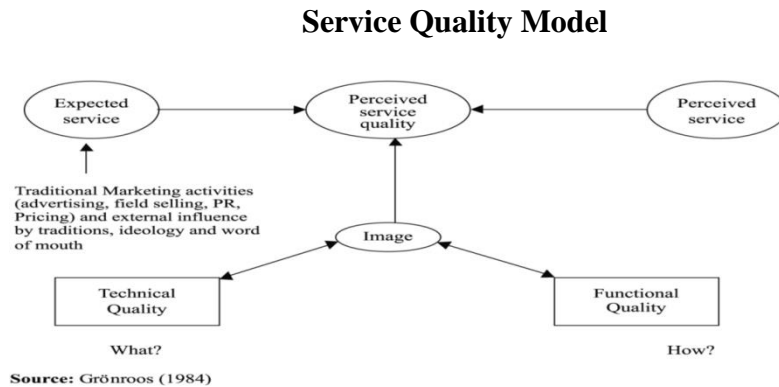 Service Quality Model
Expected
service
Perceived
service
quality
Perceived
service
Traditional Marketing activities
(advertising, field selling, PR,
Pricing) and external influence
by traditions, ideology and word
of mouth
Image
Technical
Quality
Functional
Quality
What?
How?
Source: Grönroos (1984)